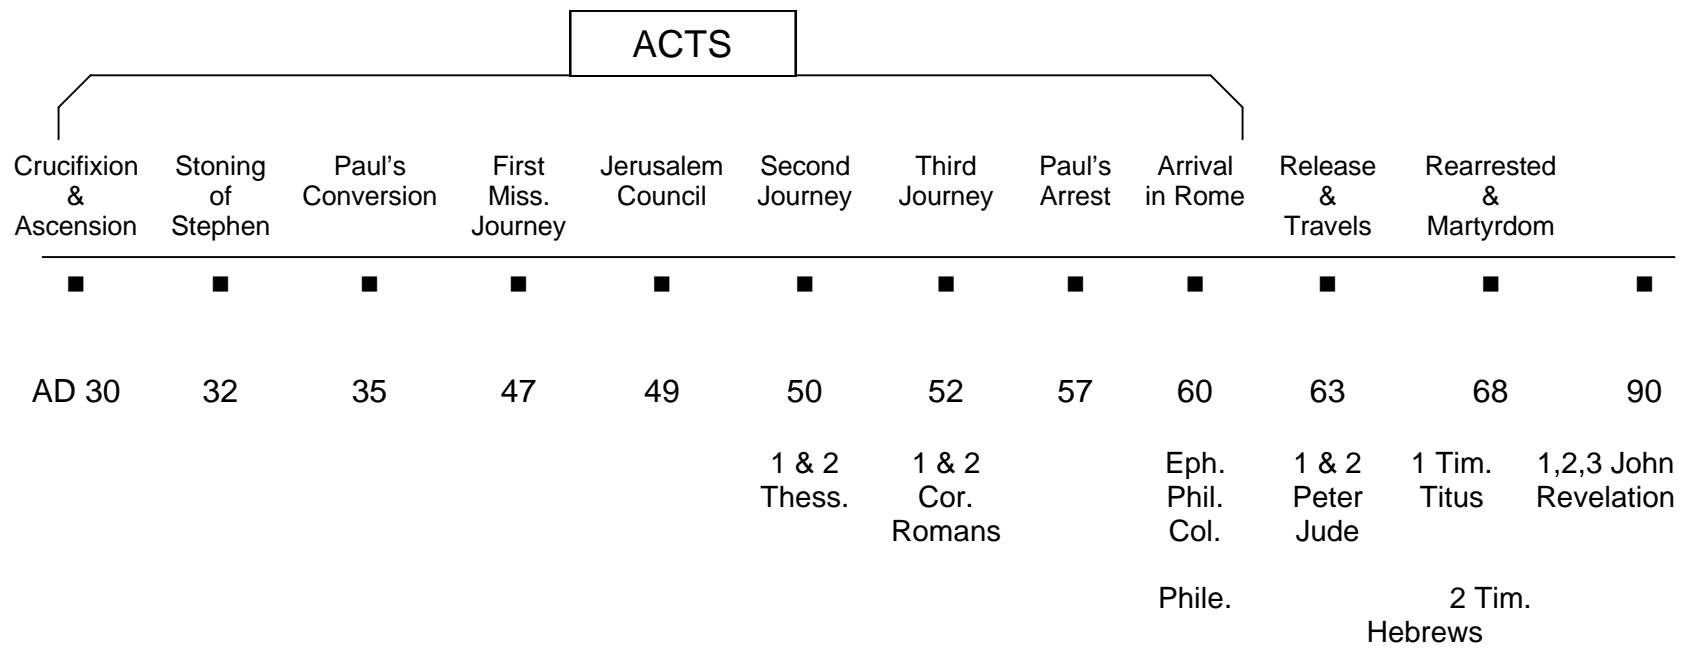 ACTS
Crucifixion
&
Ascension
Stoning
of
Stephen
Paul's
Conversion
First
Miss.
Journey
Jerusalem
Council
Second
Journey
Third
Journey
Paul's
Arrest
Arrival
in Rome
Release
&
Travels
Rearrested
&
Martyrdom
AD 30 32 35 47 49 50 52 57 60 63 68 90
1 & 2
Thess.
1 & 2
Cor.
Romans
Eph.
Phil.
Col.
Phile.
1 & 2
Peter
Jude
1 Tim.
Titus
2 Tim.
Hebrews
1,2,3 John
Revelation